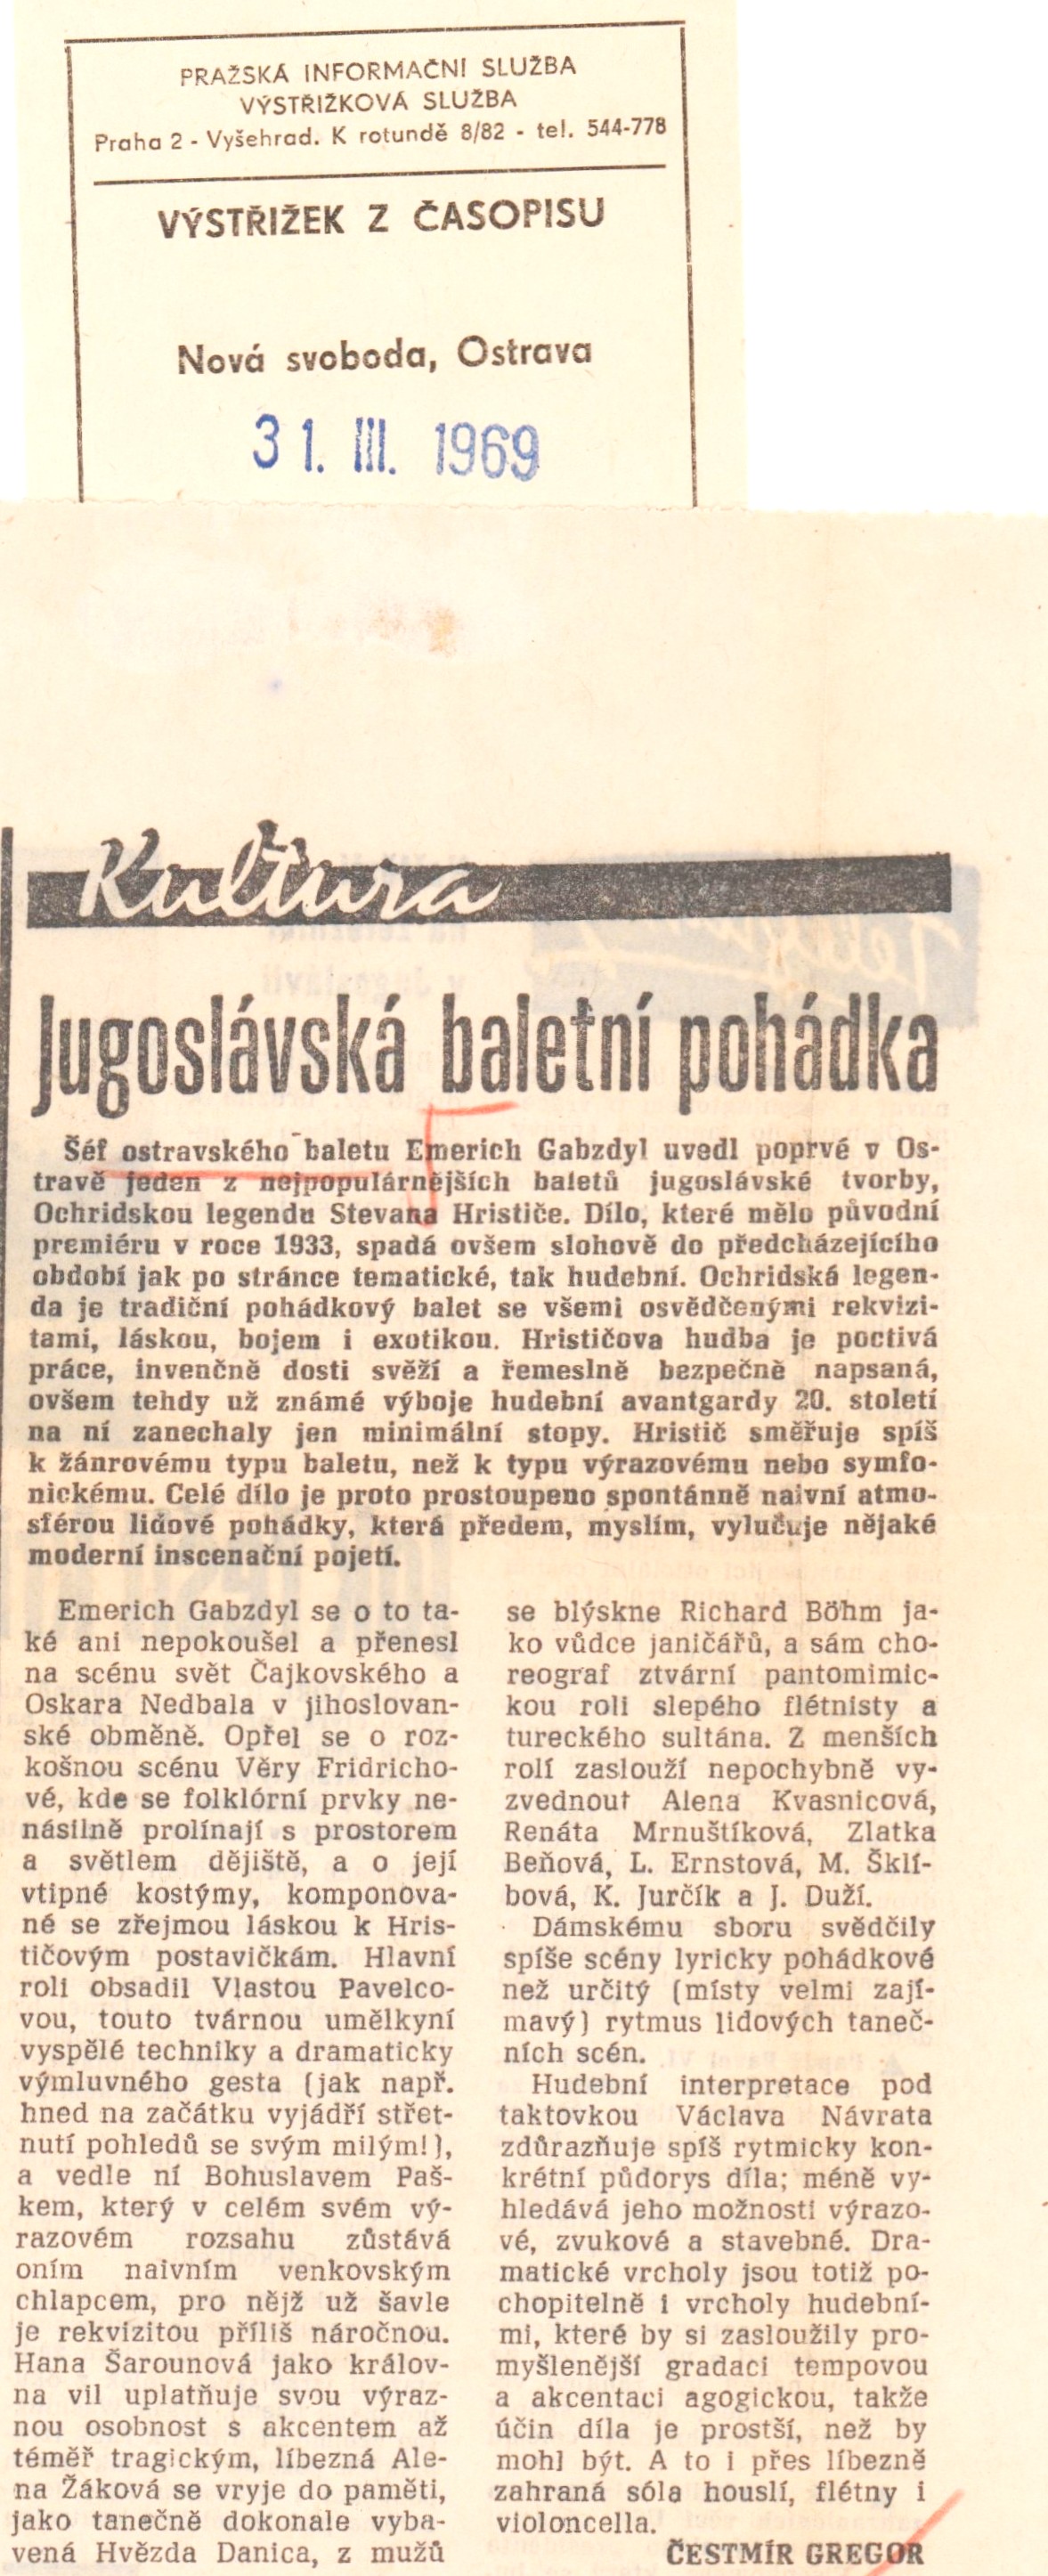 PRAŽSKÁ INFORMAČNÍ SLUŽBA
VÝSTŘIŽKOVÁ SLUŽBA
Praha 2 - Vyšehrad. K rotundě 8/82 - tel. 544-778
VÝSTŘIŽEK Z ČASOPISU
Nová svoboda, Ostrava
31. III. 1969
Kultura
Jugoslávská baletní pohádka
Šéf ostravského baletu Emerich Gabzdyl uvedl poprvé v Os-
travě jeden z nejpopulárnějších baletů jugoslávské tvorby,
Ochridskou legendu Stevana Hrističe. Dílo, které mělo původní
premiéru v roce 1933, spadá ovšem slohově do předcházejícího
období jak po stránce tematické, tak hudební. Ochridská legen-
da je tradiční pohádkový balet se všemi osvědčenými rekvizi-
tami, láskou, bojem i exotikou. Hrističova hudba je poctivá
práce, invenčně dosti svěží a řemeslně bezpečně napsaná,
ovšem tehdy už známé výboje hudební avantgardy 20. století
na ní zanechaly jen minimální stopy. Hristič směřuje spíš
k žánrovému typu baletu, než k typu výrazovému nebo symfo-
nickému. Celé dílo je proto prostoupeno spontánně naivní atmo-
sférou lidové pohádky, která předem, myslím, vylučuje nějaké
moderní inscenační pojetí.
Emerich Gabzdyl se o to ta-
ké ani nepokoušel a přenesl
na scénu svět Čajkovského a
Oskara Nedbala v jihoslovan-
ské obměně. Opřel se o roz-
košnou scénu Věry Fridricho-
vé, kde se folklórní prvky ne-
násilně prolínají s prostorem
a světlem dějiště, a o její
vtipné kostýmy, komponova-
né se zřejmou láskou k Hris-
tičovým postavičkám. Hlavní
roli obsadil Vlastou Pavelco-
vou, touto tvárnou umělkyní
vyspělé techniky a dramaticky
výmluvného gesta (jak např.
hned na začátku vyjádří střet-
nutí pohledů se svým milým!),
a vedle ní Bohuslavem Paš-
kem, který v celém svém vý-
razovém rozsahu zůstává
oním naivním venkovským
chlapcem, pro nějž už šavle
je rekvizitou příliš náročnou.
Hana Šarounová jako králov-
na vil uplatňuje svou výraz-
nou osobnost s akcentem až
téměř tragickým, líbezná Ale-
na Žáková se vryje do paměti,
jako tanečně dokonale vyba-
vená Hvězda Danica, z mužů
se blýskne Richard Böhm ja-
ko vůdce janičářů, a sám cho-
reograf ztvární pantomimic-
kou roli slepého flétnisty a
tureckého sultána. Z menších
rolí zaslouží nepochybně vy-
zvednout Alena Kvasnicová,
Renáta Mrnuštíková, Zlatka
Beňová, L. Ernstová, M. Šklí-
bová, K. Jurčík a J. Duží.
Dámskému sboru svědčily
spíše scény lyricky pohádkové
než určitý (místy velmi zají-
mavý) rytmus lidových taneč-
ních scén.
Hudební interpretace pod
taktovkou Václava Návrata
zdůrazňuje spíš rytmicky kon-
krétní půdorys díla; méně vy-
hledává jeho možnosti výrazo-
vé, zvukové a stavebné. Dra-
matické vrcholy jsou totiž po-
chopitelně i vrcholy hudební-
mi, které by si zasloužily pro-
myšlenější gradaci tempovou
a akcentaci agogickou, takže
účin díla je prostší, než by
mohl být. A to i přes líbezně
zahraná sóla houslí, flétny i
violoncella.
ČESTMÍR GREGOR